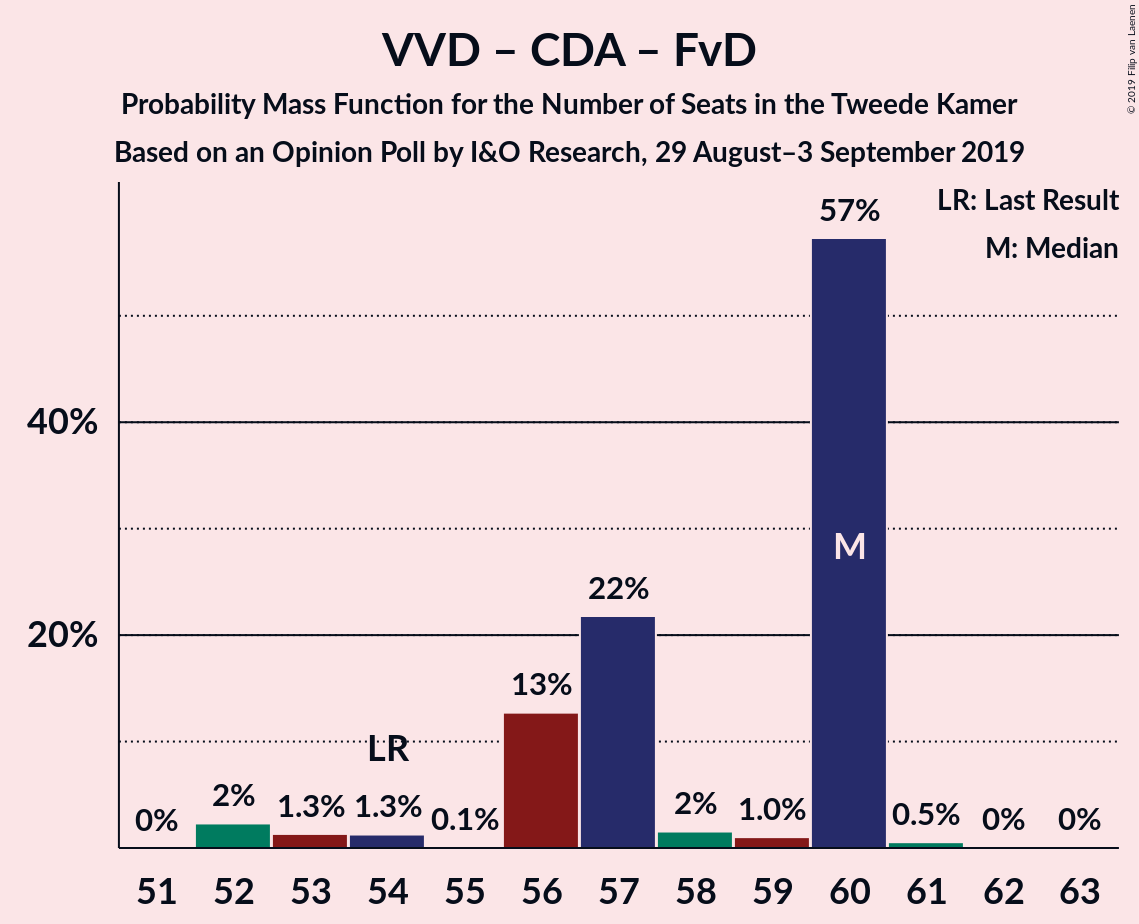 VVD – CDA – FvD
Probability Mass Function for the Number of Seats in the Tweede Kamer
Based on an Opinion Poll by I&O Research, 29 August–3 September 2019
© 2019 Filip van Laenen
LR: Last Result
M: Median
57%
40%
M
22%
20%
13%
LR
0%
2%
1.3%
1.3%
0.1%
2%
1.0%
0.5%
0%
0%
51 52 53 54 55 56 57 58 59 60 61 62 63